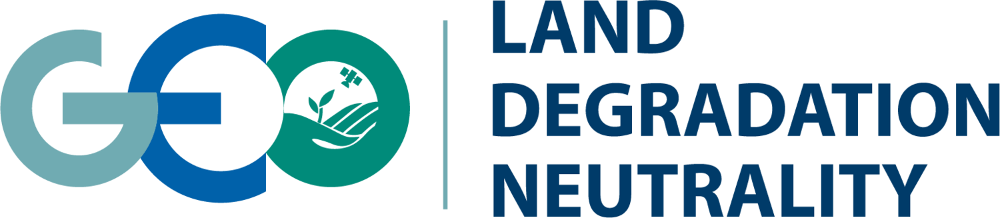 GEO
LAND
DEGRADATION
NEUTRALITY